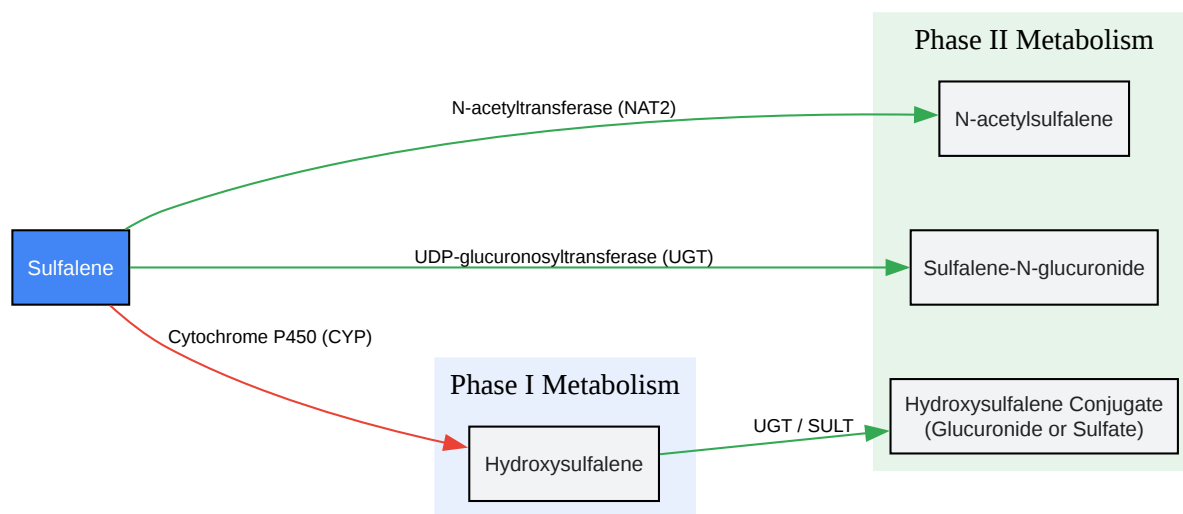 Phase II Metabolism
N-acetyltransferase (NAT2)
N-acetylsulfalene
Sulfalene
UDP-glucuronosyltransferase (UGT)
Sulfalene-N-glucuronide
Cytochrome P450 (CYP)
Phase I Metabolism
Hydroxysulfalene
UGT / SULT
Hydroxysulfalene Conjugate
(Glucuronide or Sulfate)